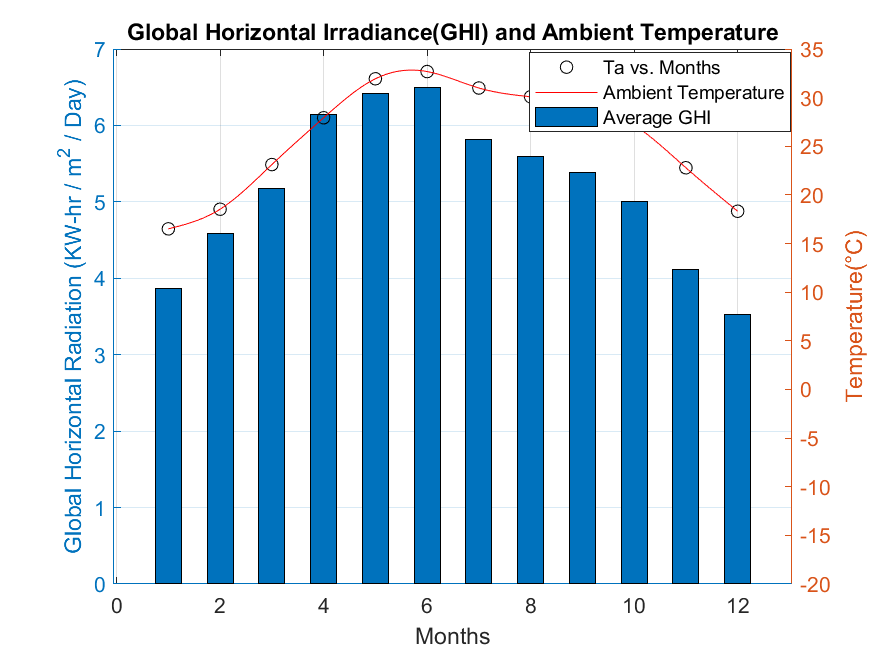 Global Horizontal Irradiance(GHI) and Ambient Temperature
Global Horizontal Radiation (KW-hr / m² / Day)
7
6
5
4
3
2
1
0
Ta vs. Months
Ambient Temperature
Average GHI
35
30
25
20
15
10
5
0
-5
-10
-15
-20
Temperature(°C)
0 2 4 6 8 10 12
Months